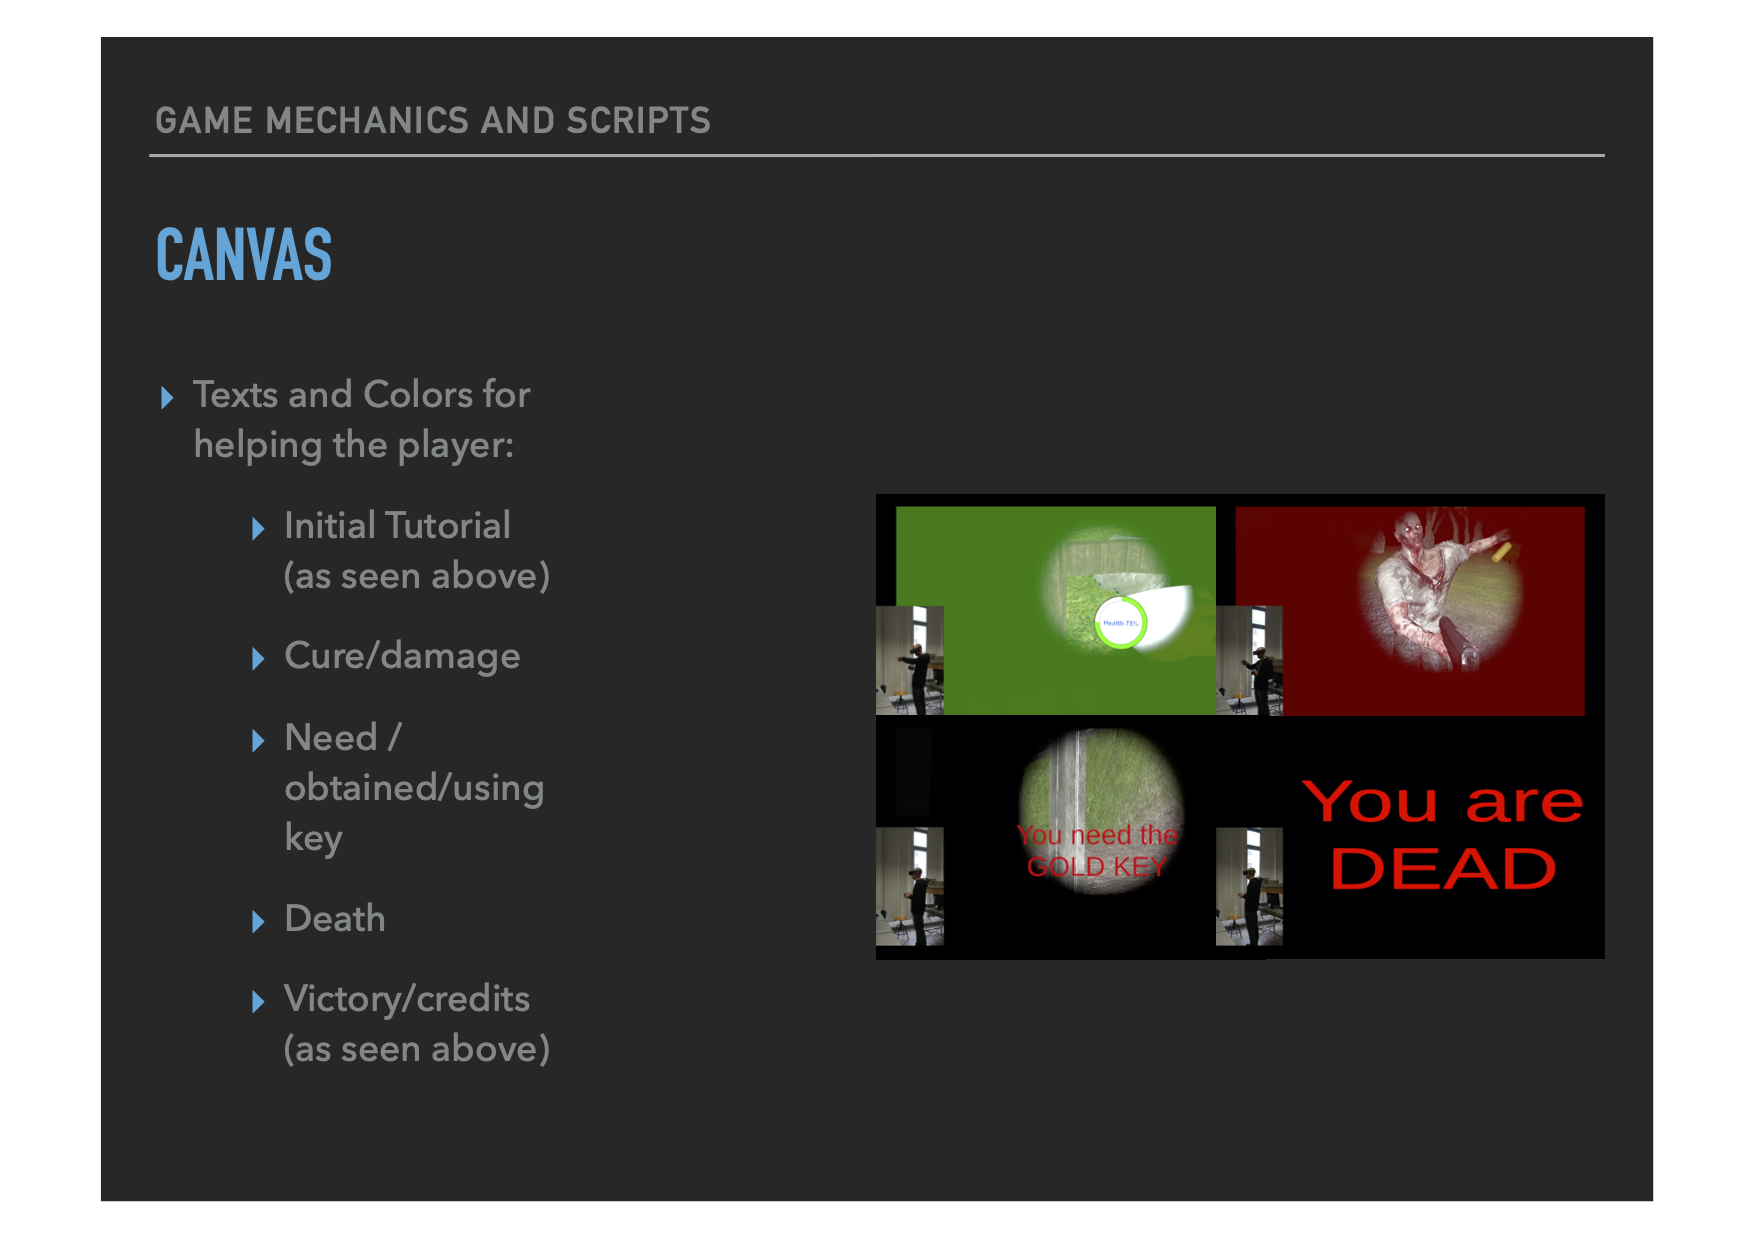 GAME MECHANICS AND SCRIPTS
CANVAS
Texts and Colors for
helping the player:
Initial Tutorial
(as seen above)
Cure/damage
Need /
obtained/using
key
Death
Victory/credits
(as seen above)
Health 75%
You need the
GOLD KEY
You are
DEAD